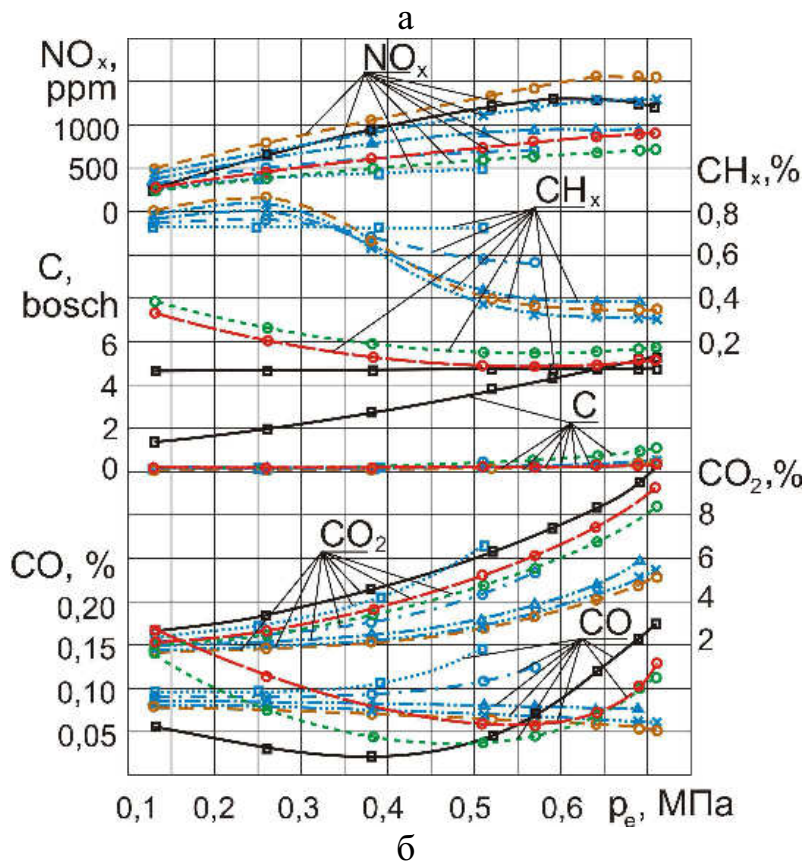 а
NOx, ppm
1000
500
0
NOx
CHx,%
0,8
0,6
0,4
0,2
CHx
C, bosch
6
4
2
0
C
CO2,%
8
6
4
2
CO2
CO, %
0,20
0,15
0,10
0,05
CO
0,1 0,2 0,3 0,4 0,5 0,6 pe, МПа
б